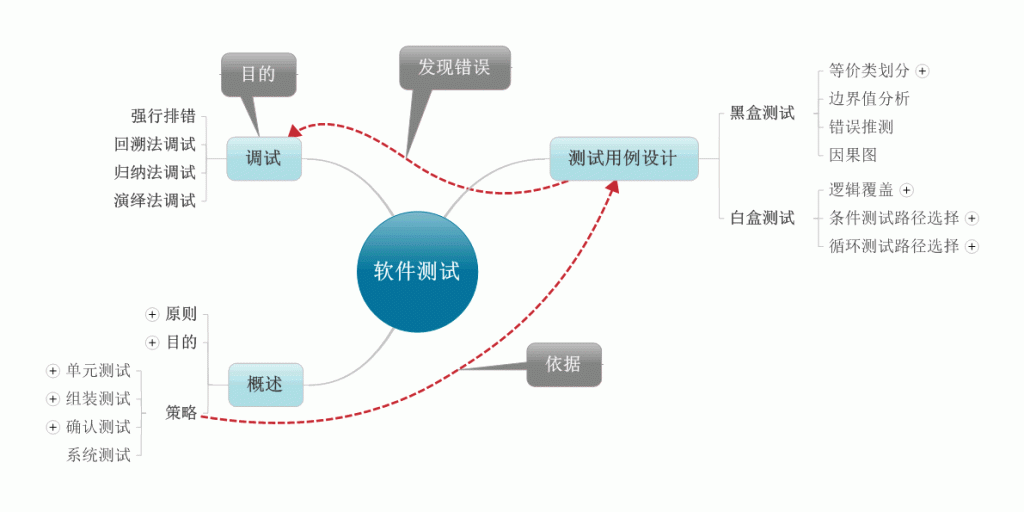 目的
发现错误
强行排错
回溯法调试
归纳法调试
演绎法调试
调试
测试用例设计
黑盒测试
等价类划分
边界值分析
错误推测
因果图
白盒测试
逻辑覆盖
条件测试路径选择
循环测试路径选择
软件测试
原则
目的
概述
策略
单元测试
组装测试
确认测试
系统测试
依据